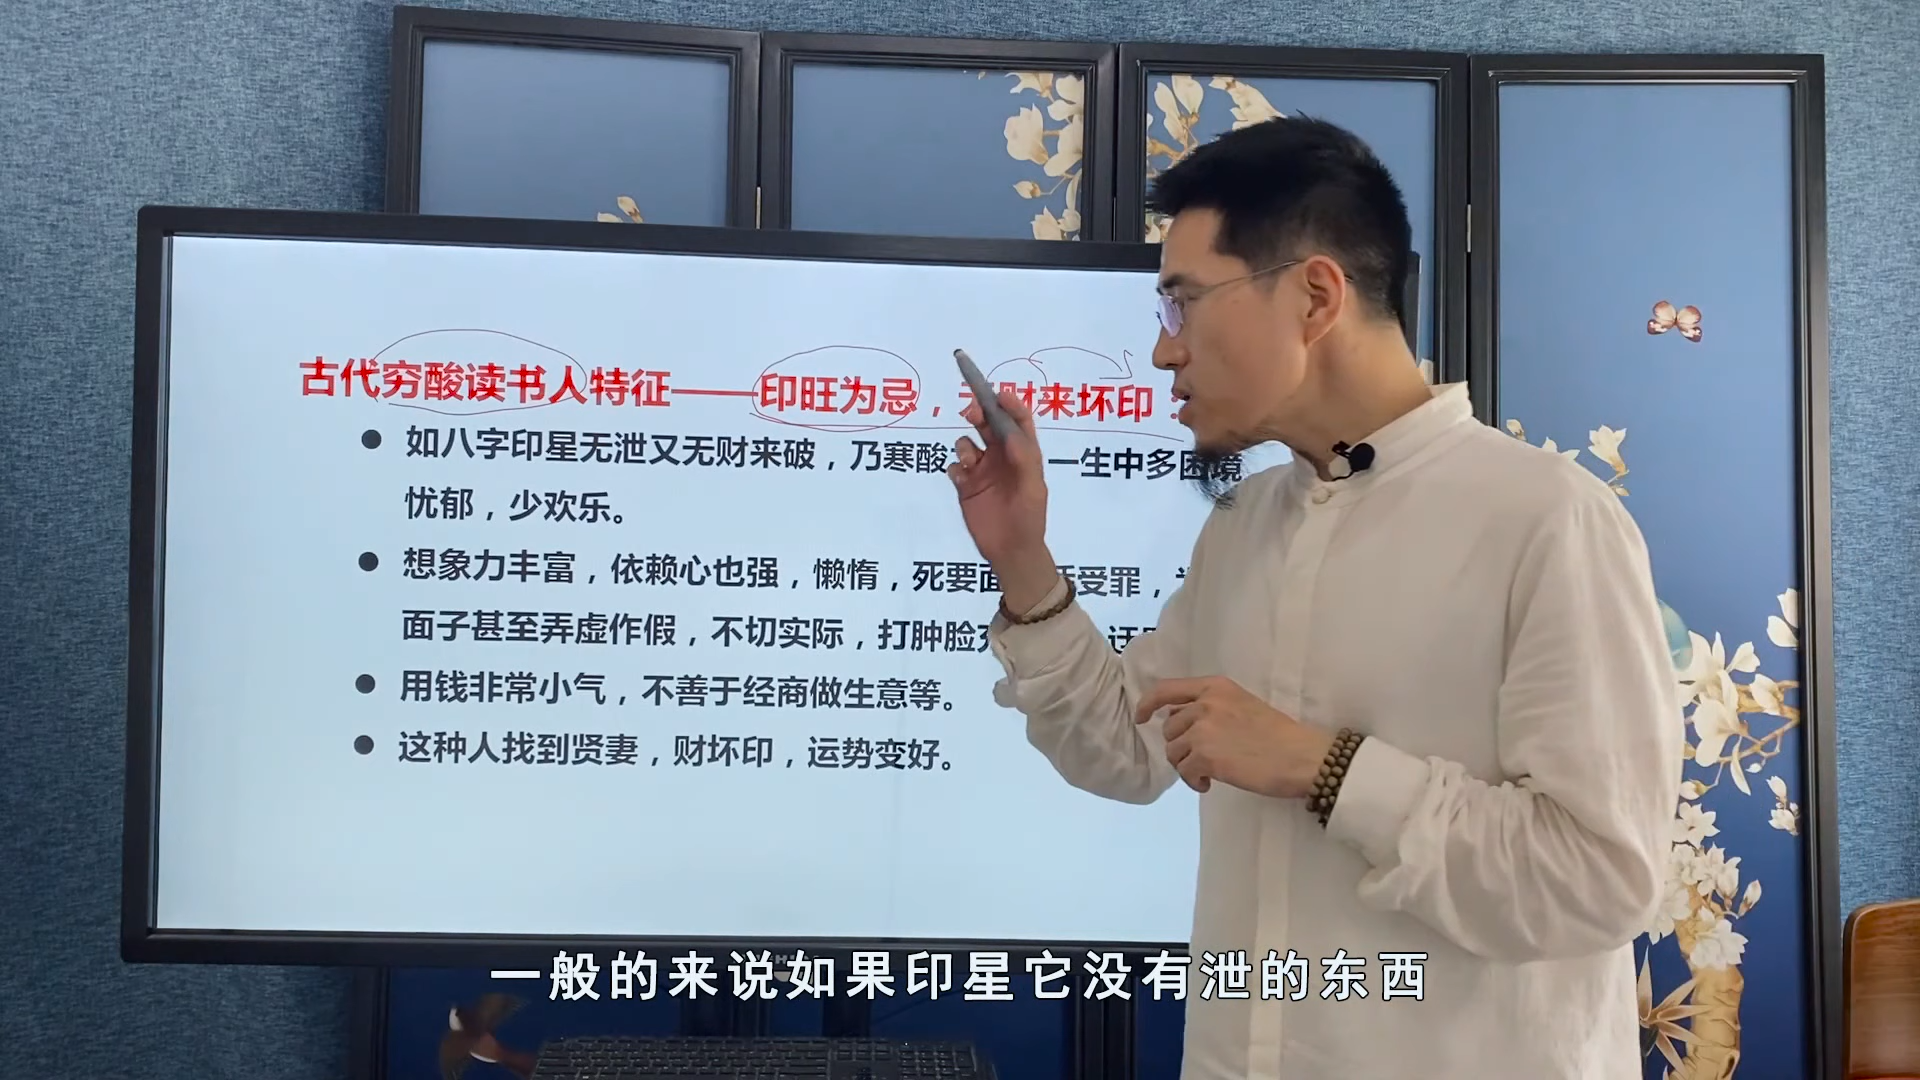 古代穷酸读书人特征——印旺为忌，财来坏印
如八字印星无泄又无财来破，乃寒酸 一生中多困境
忧郁，少欢乐。
想象力丰富，依赖心也强，懒惰，死要面 受罪，
面子甚至弄虚作假，不切实际，打肿脸
用钱非常小气，不善于经商做生意等。
这种人找到贤妻，财坏印，运势变好。
一般的来说如果印星它没有泄的东西